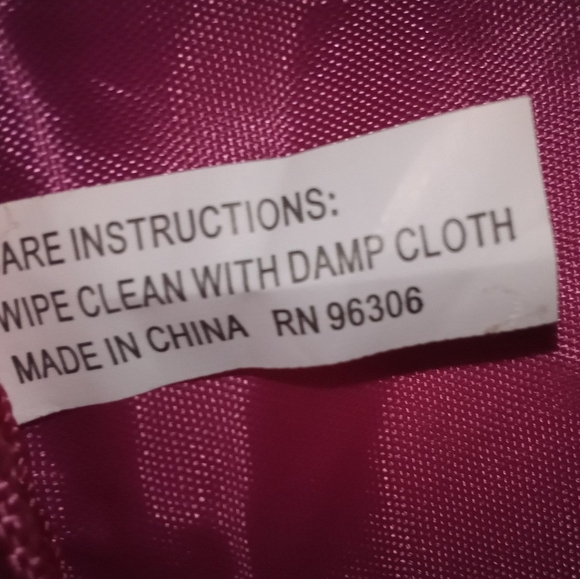 ARE INSTRUCTIONS:
WIPE CLEAN WITH DAMP CLOTH
MADE IN CHINA RN 96306